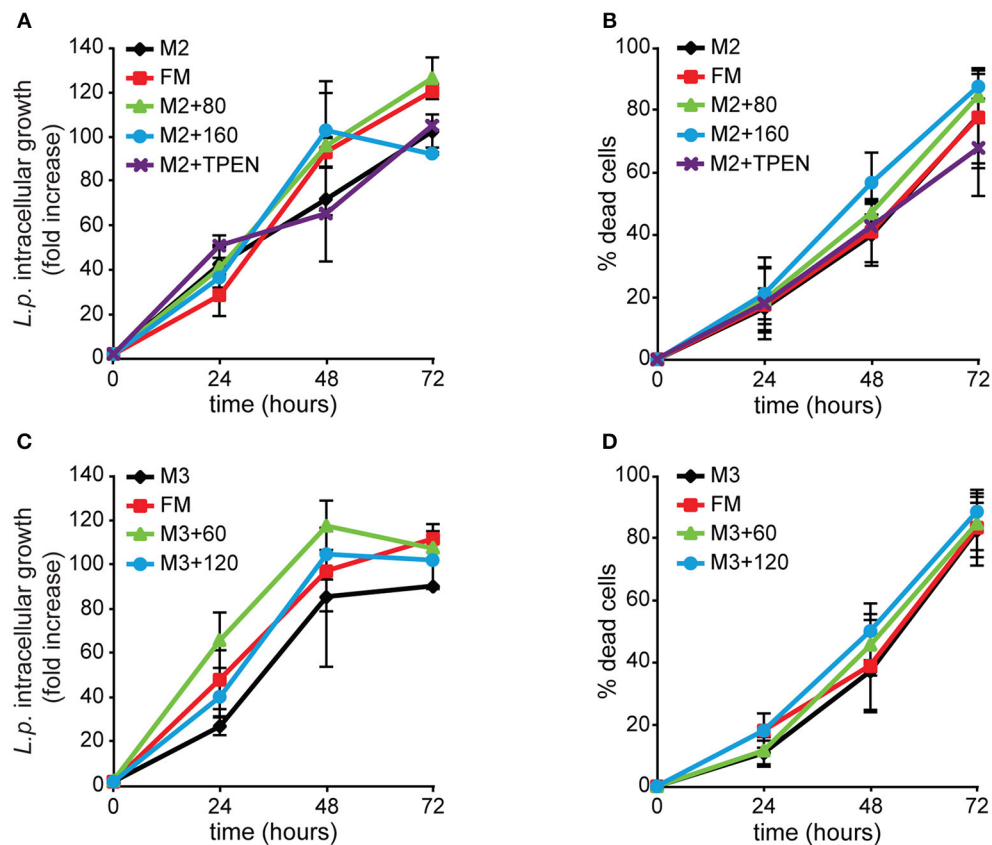 A
L.p. intracellular growth
(fold increase)
140
120
100
80
60
40
20
0
M2
FM
M2+80
M2+160
M2+TPEN
0 24 48 72
time (hours)
B
% dead cells
100
80
60
40
20
0
M2
FM
M2+80
M2+160
M2+TPEN
0 24 48 72
time (hours)
C
L.p. intracellular growth
(fold increase)
140
120
100
80
60
40
20
0
M3
FM
M3+60
M3+120
0 24 48 72
time (hours)
D
% dead cells
100
80
60
40
20
0
M3
FM
M3+60
M3+120
0 24 48 72
time (hours)